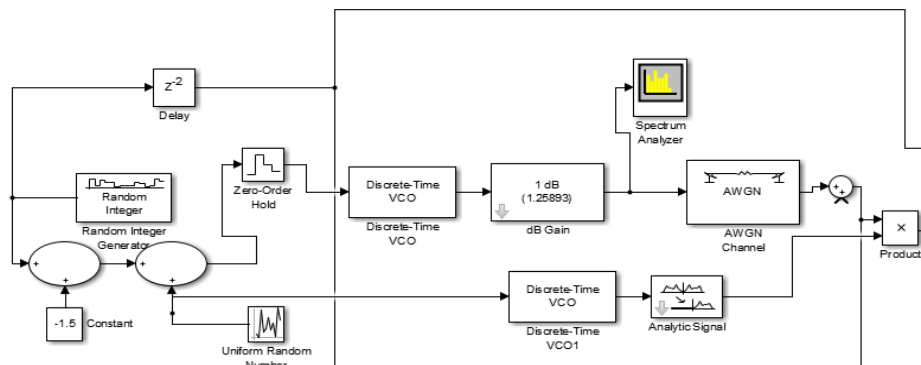 Z-2
Delay
Spectrum
Analyzer
Random
Integer
Random Integer
Generator
Zero-Order
Hold
Discrete-Time
VCO
Discrete-Time
VCO
1 dB
(1.25893)
dB Gain
AWGN
AWGN
Channel
+
+
+
+
×
Product
-1.5
Constant
Uniform Random
Number
Discrete-Time
VCO
Discrete-Time
VCO1
Analytic Signal